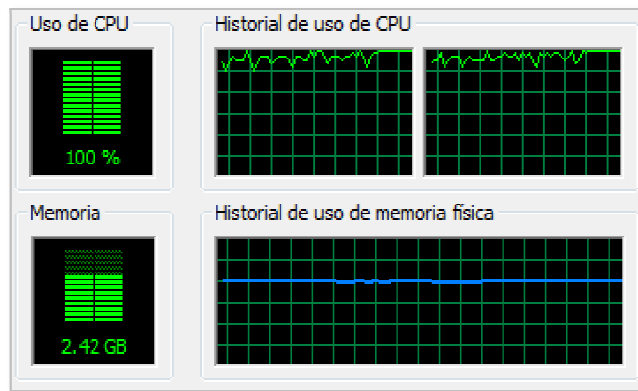 Uso de CPU
Historial de uso de CPU
100 %
Memoria
Historial de uso de memoria física
2.42 GB